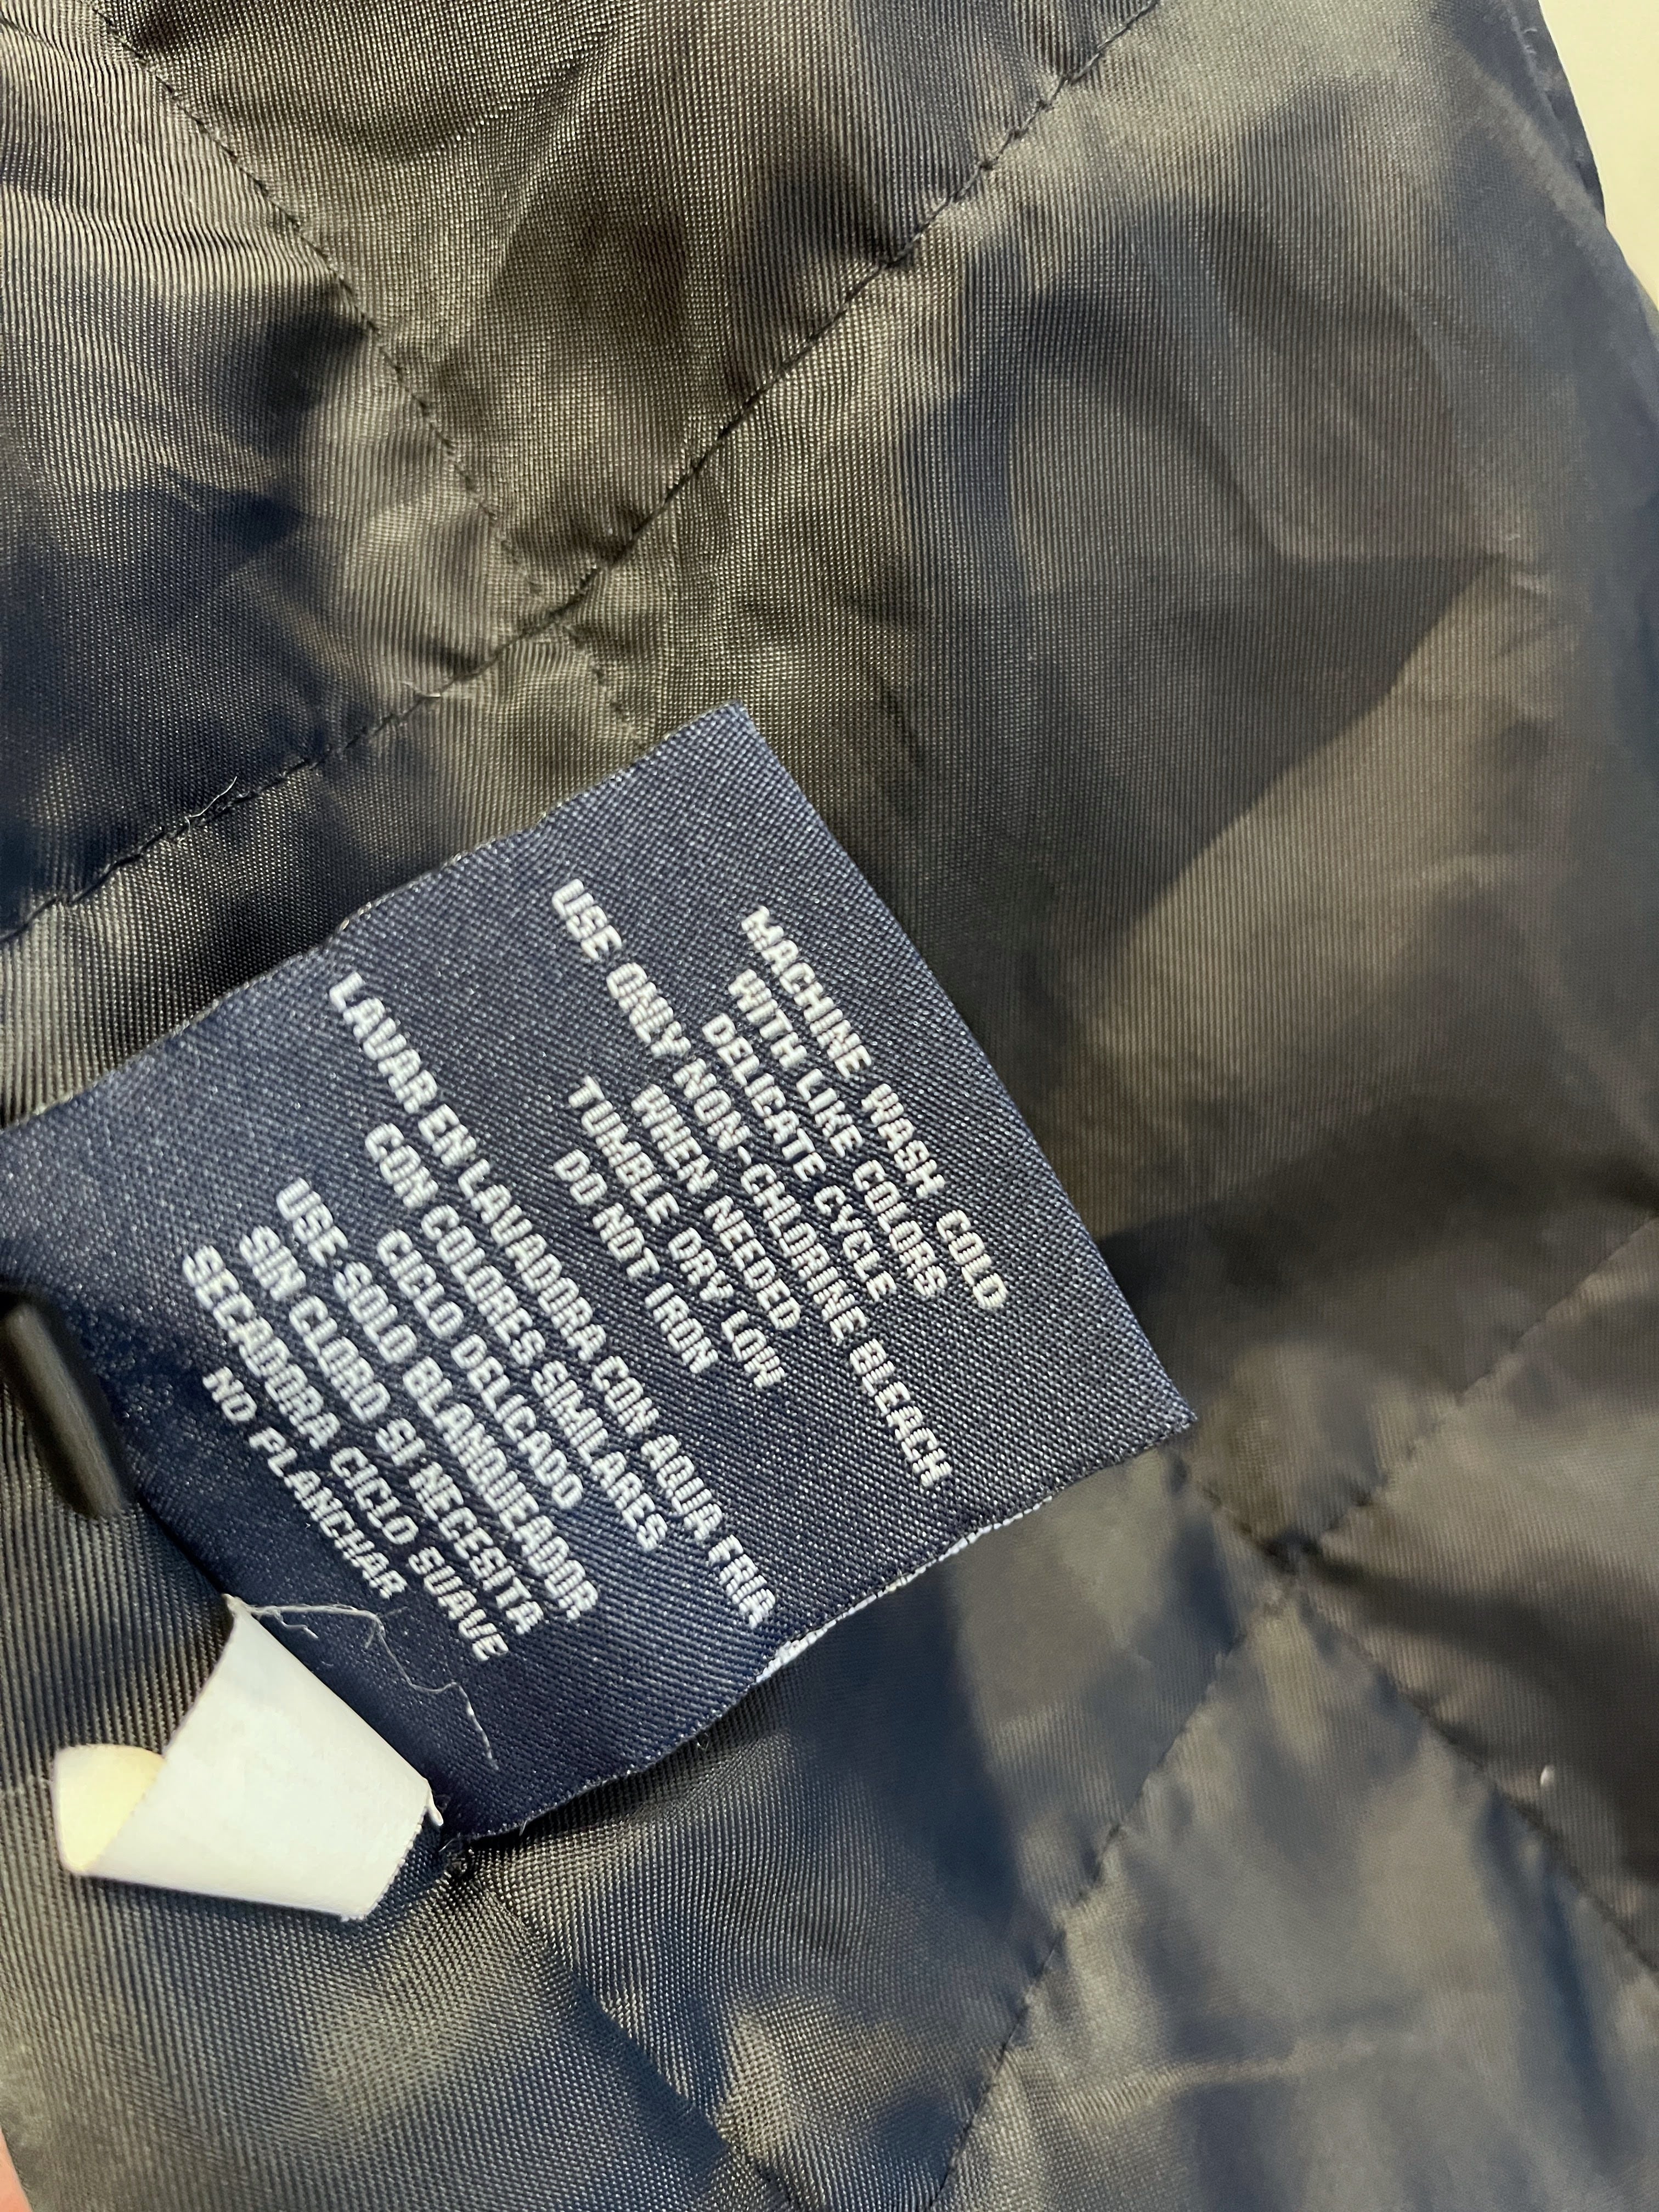 MACHINE WASH COLD
WITH LIKE COLORS
DELICATE CYCLE
USE ONLY NON-CHLORINE BLEACH
WHEN NEEDED
TUMBLE DRY LOW
DO NOT IRON
LAVAR EN LAVADORA CON AGUA FRIA
CON COLORES SIMILARES
CICLO DELICADO
USE SOLO BLANQUEADOR
SIN CLORO SI NECESITA
SECADORA CICLO SUAVE
NO PLANCHAR